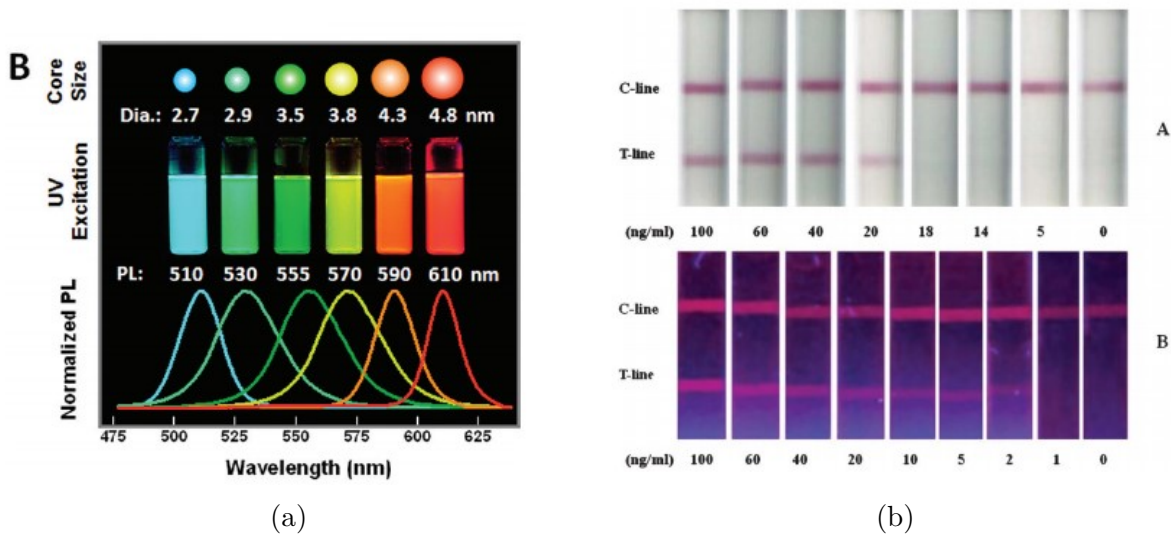 B
Core Size
Dia.: 2.7 2.9 3.5 3.8 4.3 4.8 nm
UV Excitation
PL: 510 530 555 570 590 610 nm
Normalized PL
475 500 525 550 575 600 625
Wavelength (nm)
(a)
C-line
T-line
A
(ng/ml) 100 60 40 20 18 14 5 0
C-line
T-line
B
(ng/ml) 100 60 40 20 10 5 2 1 0
(b)